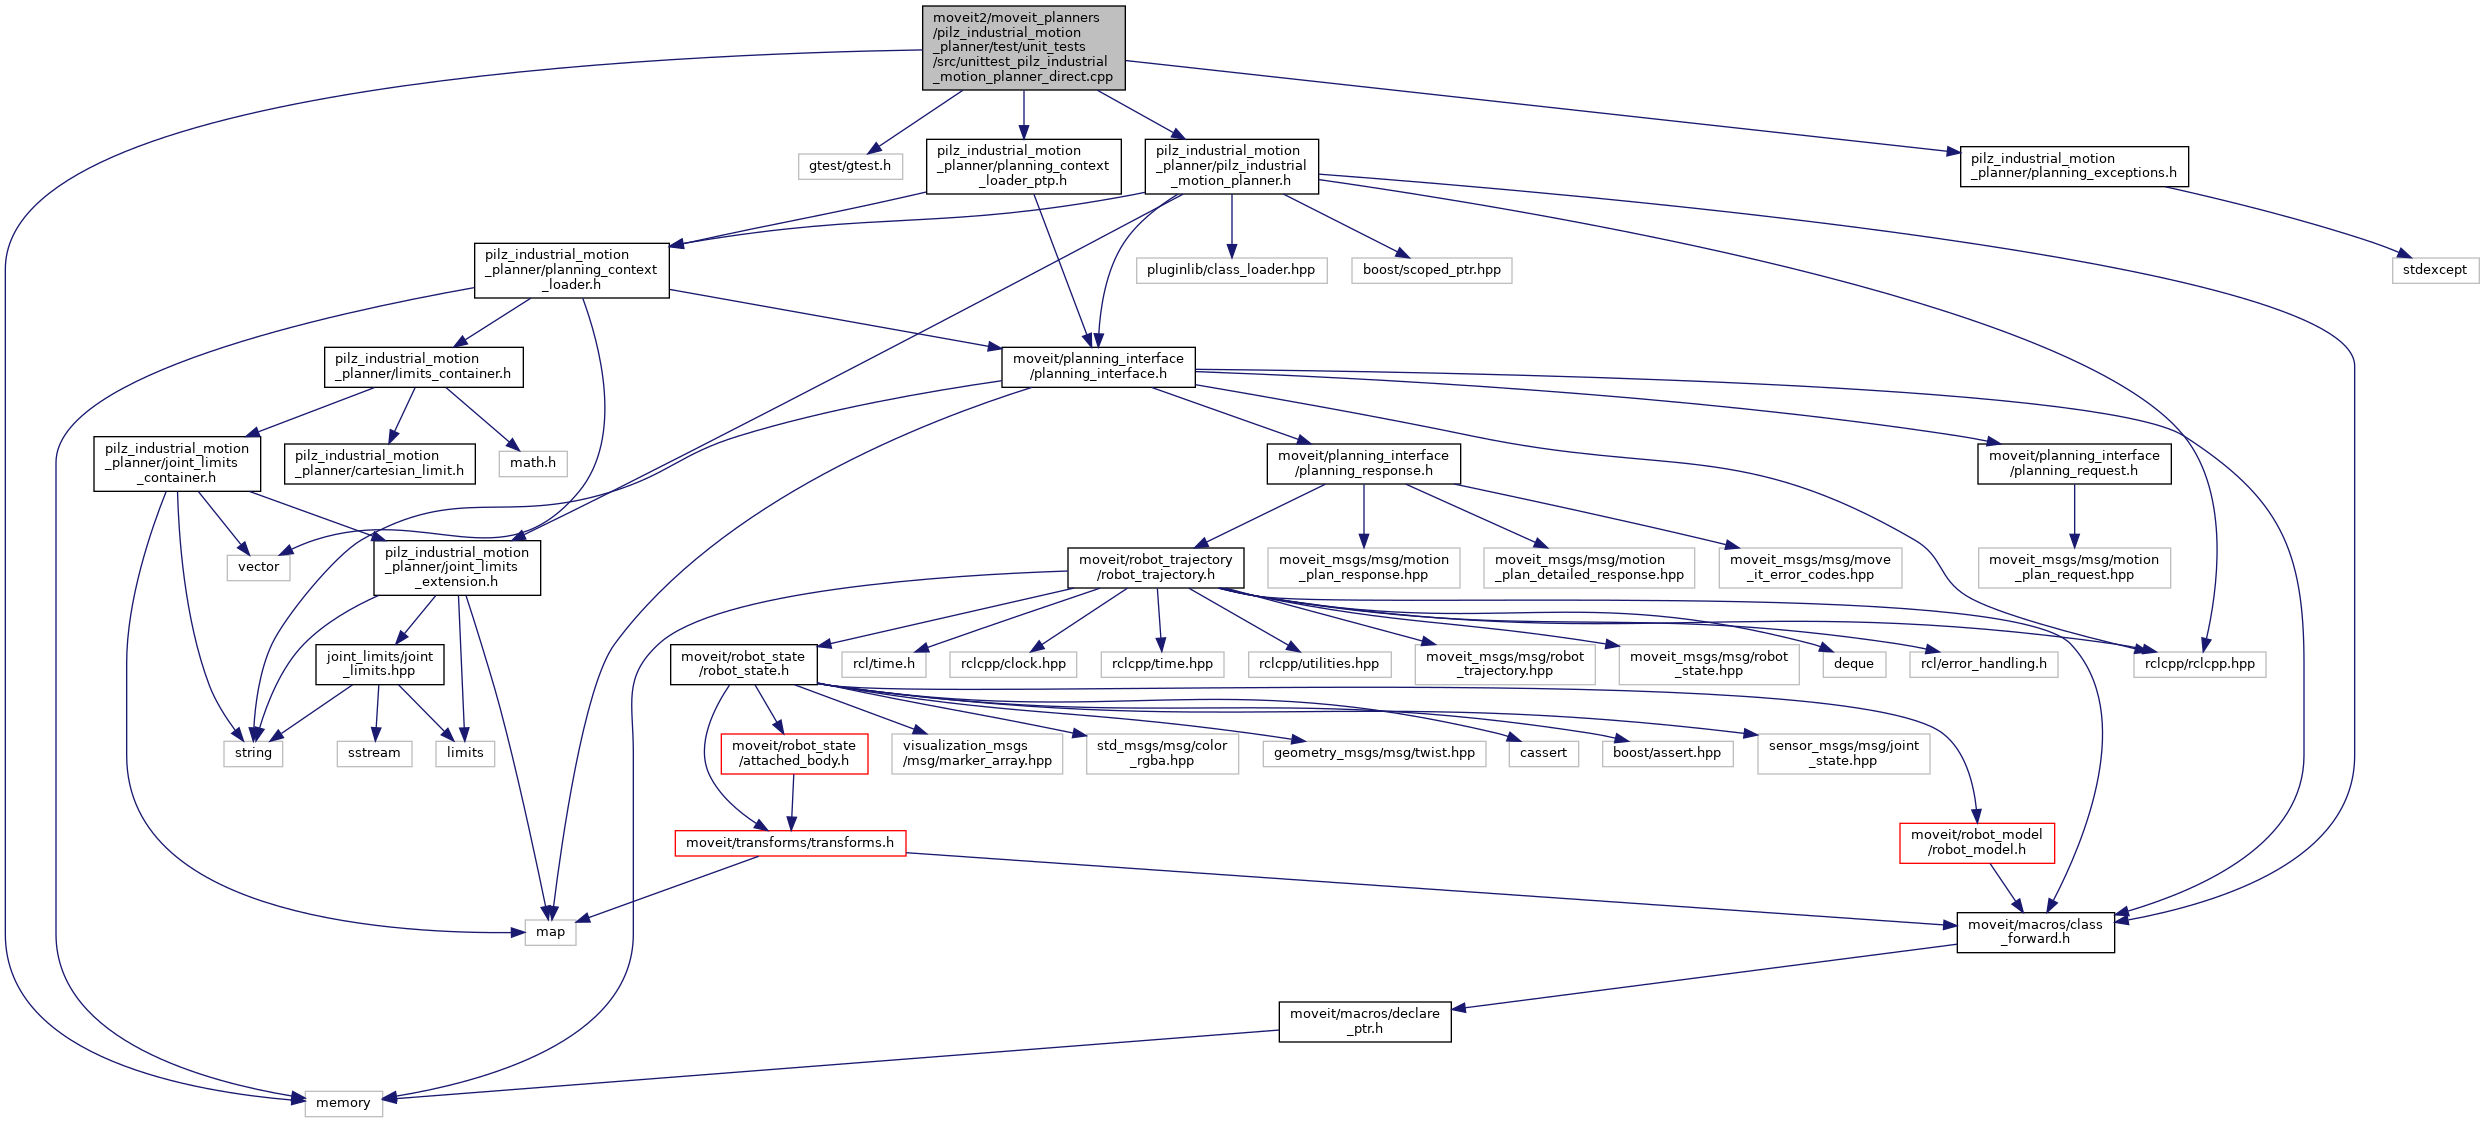 moveit2/moveit_planners
/pilz_industrial_motion
_planner/test/unit_tests
/src/unittest_pilz_industrial
_motion_planner_direct.cpp
gtest/gtest.h
pilz_industrial_motion
_planner/planning_context
_loader_ptp.h
pilz_industrial_motion
_planner/pilz_industrial
_motion_planner.h
pilz_industrial_motion
_planner/planning_exceptions.h
pilz_industrial_motion
_planner/planning_context
_loader.h
pluginlib/class_loader.hpp
boost/scoped_ptr.hpp
stdexcept
pilz_industrial_motion
_planner/limits_container.h
moveit/planning_interface
/planning_interface.h
pilz_industrial_motion
_planner/joint_limits
_container.h
pilz_industrial_motion
_planner/cartesian_limit.h
math.h
moveit/planning_interface
/planning_response.h
moveit/planning_interface
/planning_request.h
vector
pilz_industrial_motion
_planner/joint_limits
_extension.h
moveit/robot_trajectory
/robot_trajectory.h
moveit_msgs/msg/motion
_plan_response.hpp
moveit_msgs/msg/motion
_plan_detailed_response.hpp
moveit_msgs/msg/move
_it_error_codes.hpp
moveit_msgs/msg/motion
_plan_request.hpp
joint_limits/joint
_limits.hpp
moveit/robot_state
/robot_state.h
rcl/time.h
rclcpp/clock.hpp
rclcpp/time.hpp
rclcpp/utilities.hpp
moveit_msgs/msg/robot
_trajectory.hpp
moveit_msgs/msg/robot
_state.hpp
deque
rcl/error_handling.h
rclcpp/rclcpp.hpp
string
sstream
limits
moveit/robot_state
/attached_body.h
visualization_msgs
/msg/marker_array.hpp
std_msgs/msg/color
_rgba.hpp
geometry_msgs/msg/twist.hpp
cassert
boost/assert.hpp
sensor_msgs/msg/joint
_state.hpp
moveit/transforms/transforms.h
moveit/robot_model
/robot_model.h
map
moveit/macros/class
_forward.h
moveit/macros/declare
_ptr.h
memory